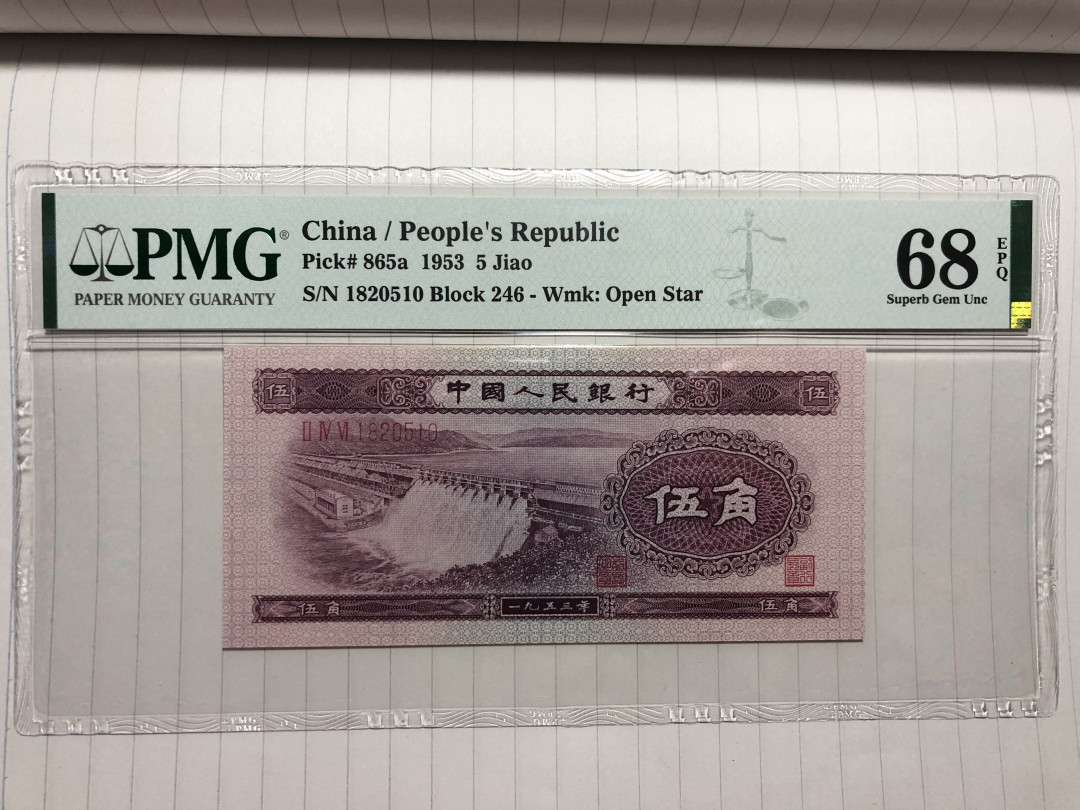 PMG®
PAPER MONEY GUARANTY
China / People's Republic
Pick# 865a 1953 5 Jiao
S/N 1820510 Block 246 - Wmk: Open Star
68
EPQ
Superb Gem Unc
伍 中國人民銀行 伍
II IV VI 1820510
伍角
伍角 一九五三年 伍角